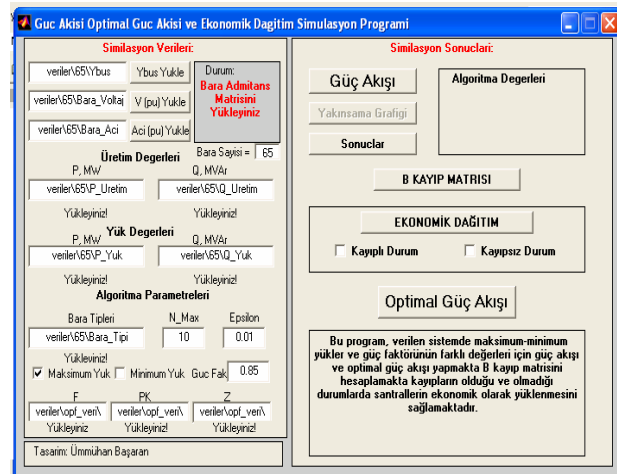 Guc Akisi Optimal Guc Akisi ve Ekonomik Dagitim Simulasyon Programi
Similasyon Verileri:
veriler\65\Ybus
Ybus Yukle
Durum:
Bara Admitans
Matrisini
Yükleyiniz
veriler\65\Bara_Voltaj
V (pu) Yukle
veriler\65\Bara_Aci
Aci (pu) Yukle
Bara Sayisi =
65
Üretim Degerleri
P, MW
Q, MVAr
veriler\65\P_Uretim
veriler\65\Q_Uretim
Yükleyiniz!
Yükleyiniz!
Yük Degerleri
P, MW
Q, MVAr
veriler\65\P_Yuk
veriler\65\Q_Yuk
Yükleyiniz!
Yükleyiniz!
Algoritma Parametreleri
Bara Tipleri
N_Max
Epsilon
veriler\65\Bara_Tipi
10
0.01
Yükleyiniz!
Maksimum Yuk
Minimum Yuk
Guc Fak
0.85
F
PK
Z
veriler\opf_veri\
veriler\opf_veri\
veriler\opf_veri\
Yükleyiniz
Yükleyiniz!
Yükleyiniz!
Tasarim: Ümmühan Başaran
Similasyon Sonuclari:
Güç Akışı
Yakinsama Grafigi
Sonuclar
Algoritma Degerleri
B KAYIP MATRISI
EKONOMİK DAĞITIM
Kayıplı Durum
Kayıpsız Durum
Optimal Güç Akışı
Bu program, verilen sistemde maksimum-minimum
yükler ve güç faktörünün farklı değerleri için güç akışı
ve optimal güç akışı yapmakta B kayıp matrisini
hesaplamakta kayıpların olduğu ve olmadığı
durumlarda santrallerin ekonomik olarak yüklenmesini
sağlamaktadır.